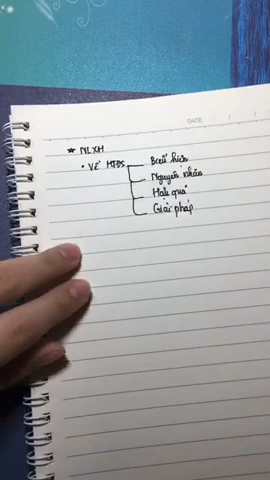 DATE / /
* NLXH
• VỀ HTĐS
Biểu hiện
Nguyên nhân
Hậu quả
Giải pháp